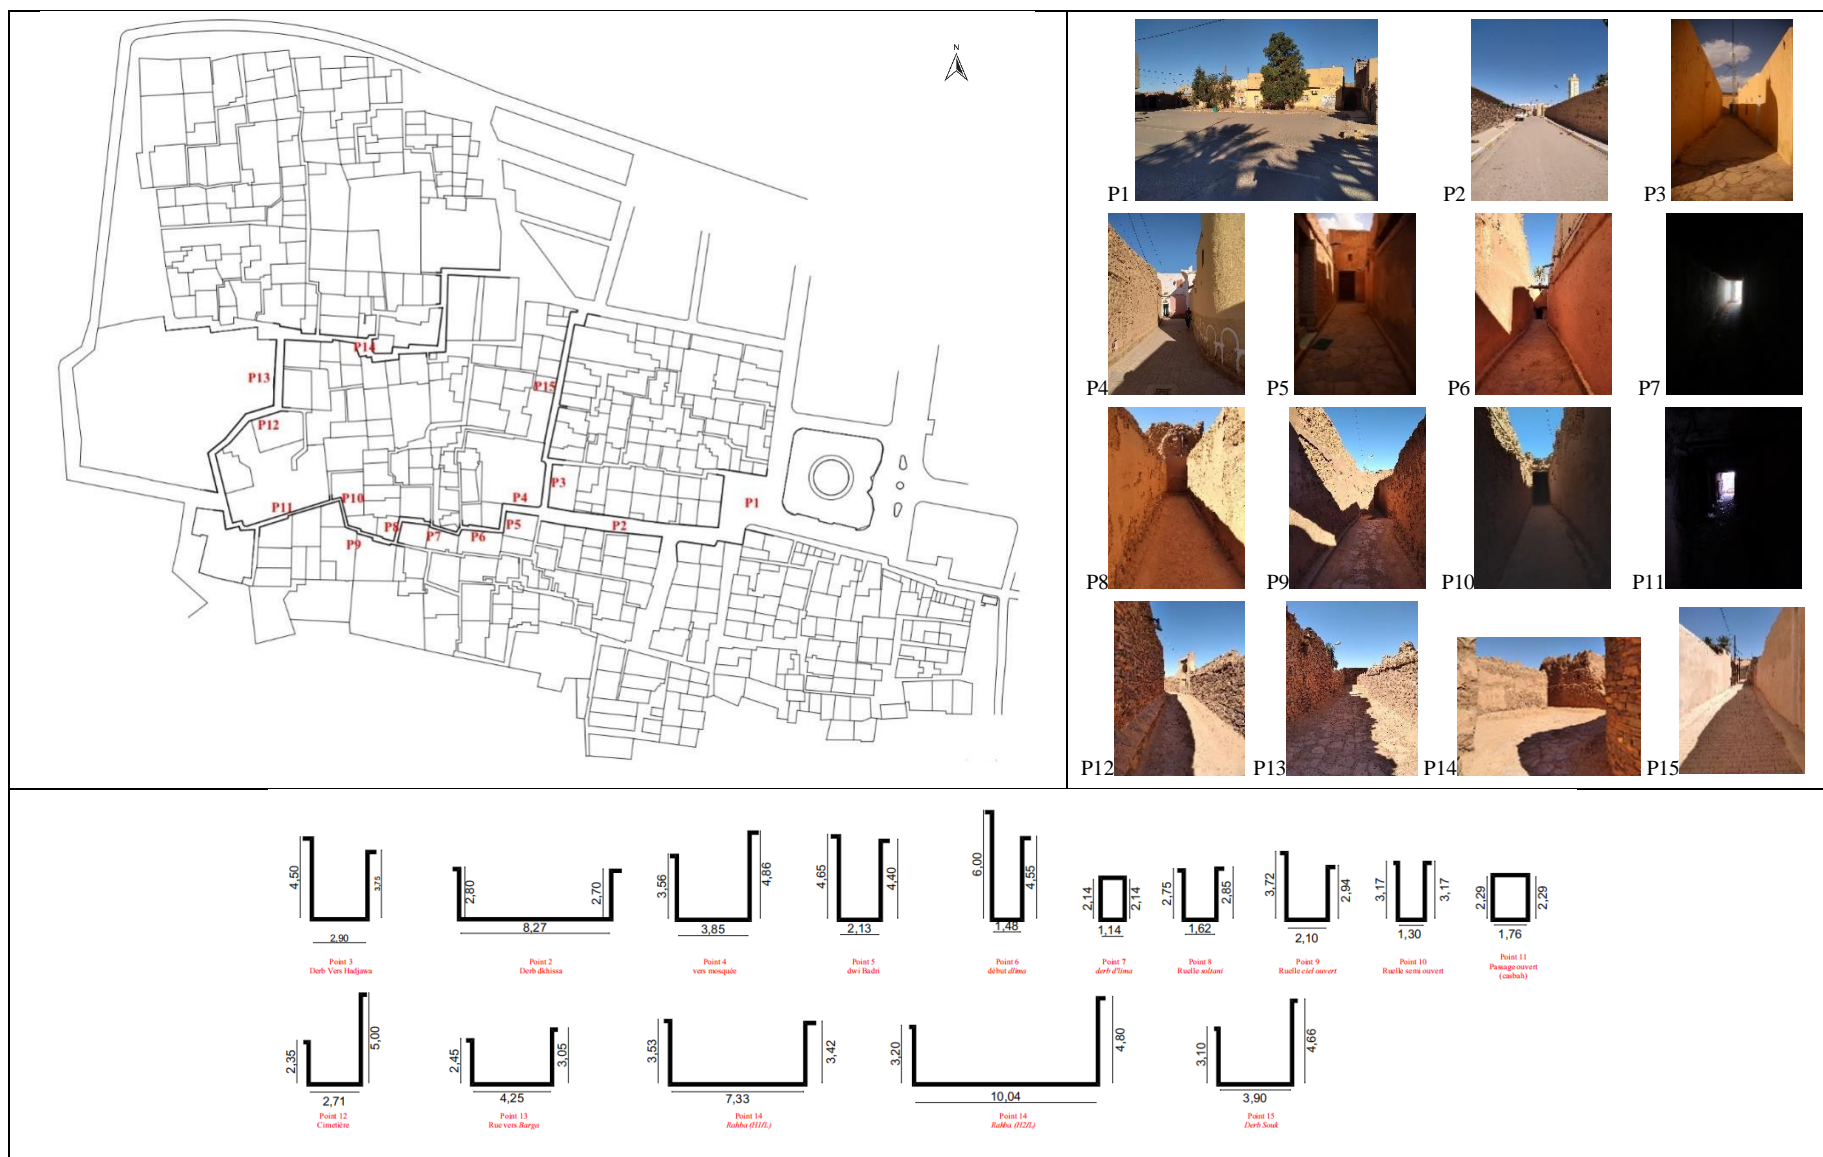 N
P14
P13
P15
P12
P3
P10
P4
P1
P11
P8
P5
P2
P7
P6
P9
P1
P2
P3
P4
P5
P6
P7
P8
P9
P10
P11
P12
P13
P14
P15
4,50
3,75
2,90
Point 3
Derb Vers Hadjawa
2,80
2,70
8,27
Point 2
Derb dkhissa
3,56
4,86
3,85
Point 4
vers mosquée
4,65
4,40
2,13
Point 5
dwi Badri
6,00
4,55
1,48
Point 6
début dlima
2,14
2,14
1,14
Point 7
derb d'lima
2,75
2,85
1,62
Point 8
Ruelle soltani
3,72
2,94
2,10
Point 9
Ruelle ciel ouvert
3,17
3,17
1,30
Point 10
Ruelle semi ouvert
2,29
2,29
1,76
Point 11
Passage ouvert
(casbah)
2,35
5,00
2,71
Point 12
Cimetière
2,45
3,05
4,25
Point 13
Rue vers Barga
3,53
3,42
7,33
Point 14
Rahba (H1/L)
3,20
4,80
10,04
Point 14
Rahba (H2/L)
3,10
4,66
3,90
Point 15
Derb Souk